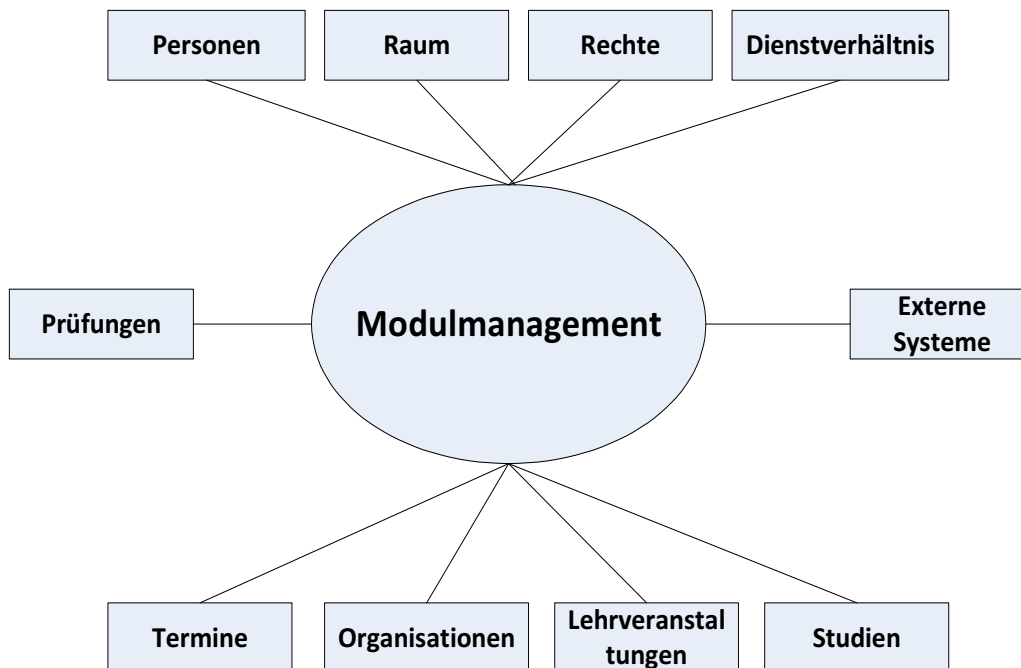 Personen
Raum
Rechte
Dienstverhältnis
Prüfungen
Modulmanagement
Externe
Systeme
Termine
Organisationen
Lehrveranstal
tungen
Studien